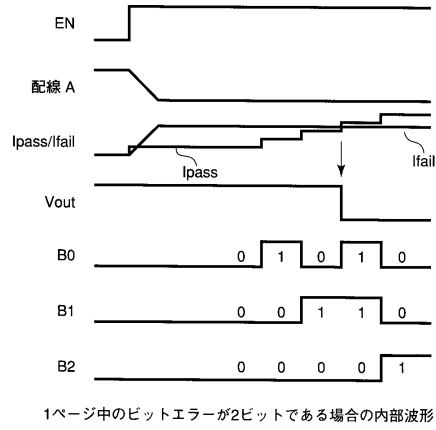 EN
配線 A
Ipass/Ifail
Ipass
Ifail
Vout
B0 0 1 0 1 0
B1 0 0 1 1 0
B2 0 0 0 0 1
1ページ中のビットエラーが2ビットである場合の内部波形